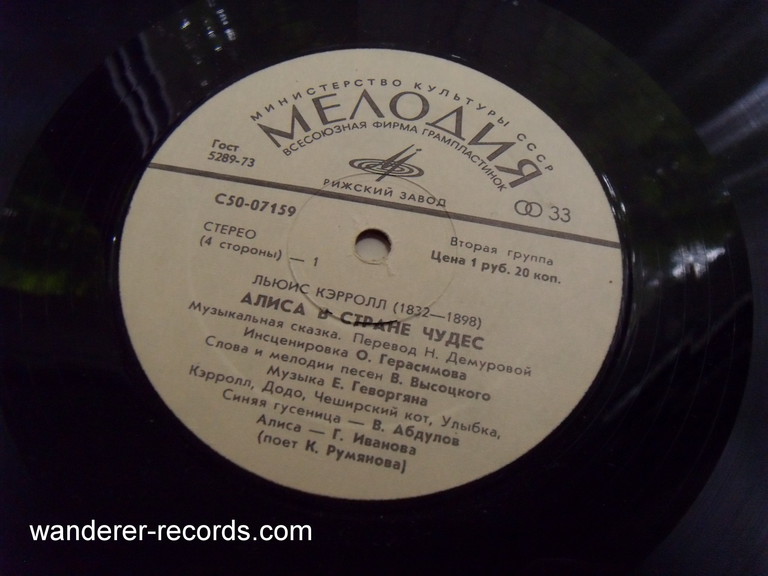 МИНИСТЕРСТВО КУЛЬТУРЫ СССР
МЕЛОДИЯ
ВСЕСОЮЗНАЯ ФИРМА ГРАМПЛАСТИНОК
Гост
5289-73
РИЖСКИЙ ЗАВОД
33
С50-07159
СТЕРЕО
(4 стороны) — 1
Вторая группа
Цена 1 руб. 20 коп.
ЛЬЮИС КЭРРОЛЛ (1832—1898)
АЛИСА В СТРАНЕ ЧУДЕС
Музыкальная сказка. Перевод Н. Демуровой
Инсценировка О. Герасимова
Слова и мелодии песен В. Высоцкого
Музыка Е. Геворгяна
Кэрролл, Додо, Чеширский кот, Улыбка,
Синяя гусеница — В. Абдулов
Алиса — Г. Иванова
(поет К. Румянова)
wanderer-records.com